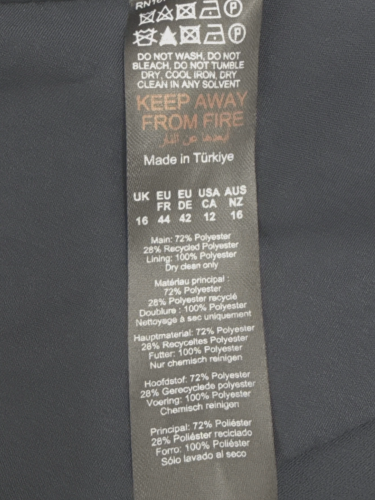 DO NOT WASH, DO NOT
BLEACH, DO NOT TUMBLE
DRY, COOL IRON, DRY
CLEAN IN ANY SOLVENT
KEEP AWAY
FROM FIRE
ابعدها عن النار
Made in Türkiye
UK EU EU USA AUS
FR DE CA NZ
16 44 42 12 16
Main: 72% Polyester
28% Recycled Polyester
Lining: 100% Polyester
Dry clean only
Matériau principal :
72% Polyester
28% Polyester recyclé
Doublure : 100% Polyester
Nettoyage à sec uniquement
Hauptmaterial: 72% Polyester
28% Recyceltes Polyester
Futter: 100% Polyester
Nur chemisch reinigen
Hoofdstof: 72% Polyester
28% Gerecyclede polyester
Voering: 100% Polyester
Chemisch reinigen
Principal: 72% Poliéster
28% Poliéster reciclado
Forro: 100% Poliéster
Sólo lavado al seco